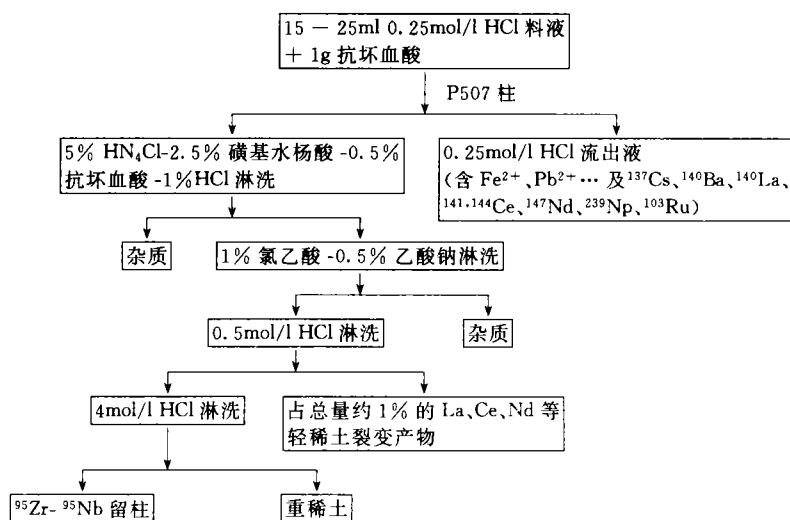 15－25ml 0.25mol/l HCl 料液
＋ 1g 抗坏血酸
P507 柱
5% HN₄Cl-2.5% 磺基水杨酸 -0.5%
抗坏血酸 -1%HCl 淋洗
0.25mol/l HCl 流出液
(含 Fe²⁺、Pb²⁺… 及¹³⁷Cs、¹⁴⁰Ba、¹⁴⁰La、
¹⁴¹·¹⁴⁴Ce、¹⁴⁷Nd、²³⁹Np、¹⁰³Ru)
杂质
1% 氯乙酸 -0.5% 乙酸钠淋洗
0.5mol/l HCl 淋洗
杂质
4mol/l HCl 淋洗
占总量约 1% 的 La、Ce、Nd 等
轻稀土裂变产物
⁹⁵Zr- ⁹⁵Nb 留柱
重稀土